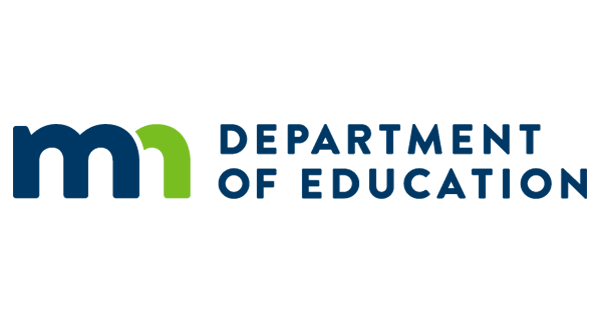 mn
DEPARTMENT
OF EDUCATION